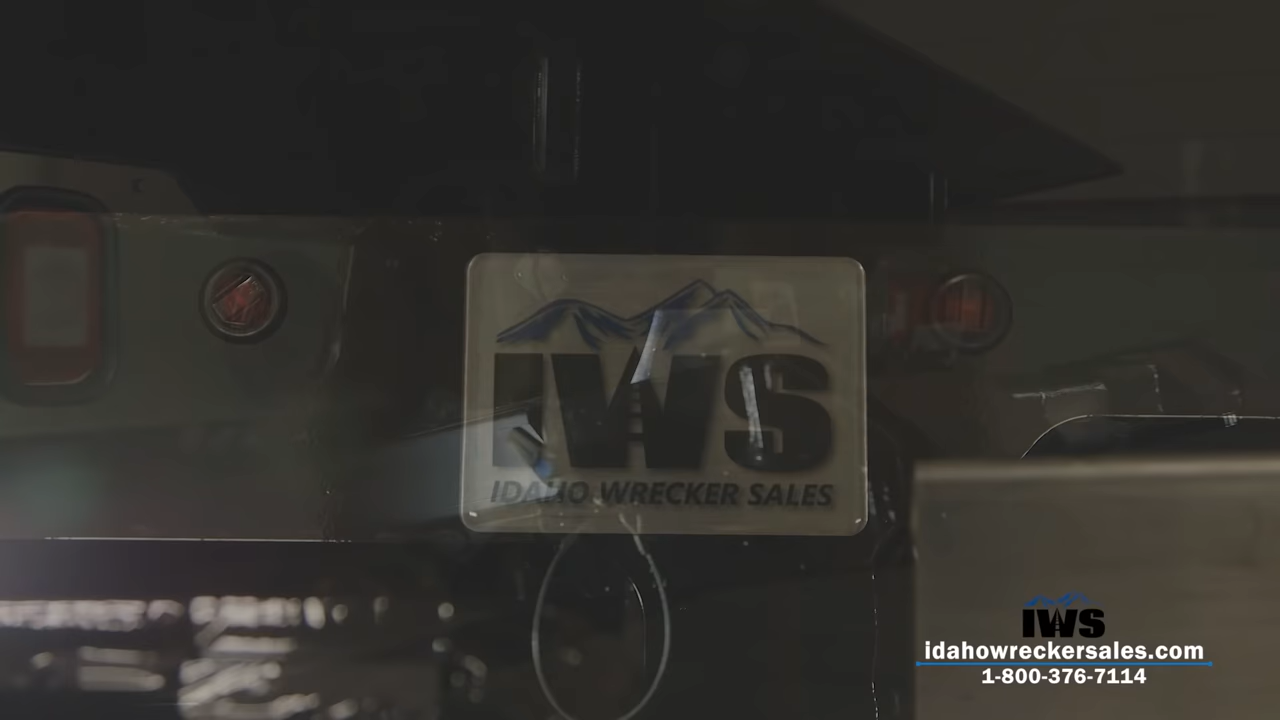 IWS
IDAHO WRECKER SALES
IWS
idahowreckersales.com
1-800-376-7114